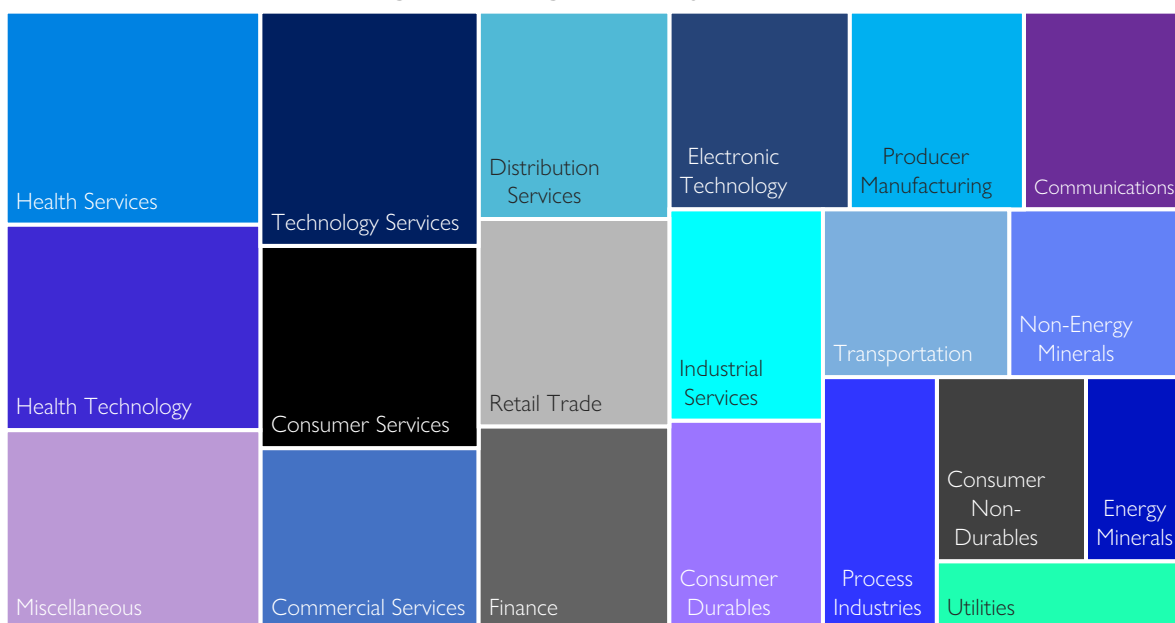 Health Services
Technology Services
Distribution
Services
Electronic
Technology
Producer
Manufacturing
Communications
Health Technology
Consumer Services
Retail Trade
Industrial
Services
Transportation
Non-Energy
Minerals
Miscellaneous
Commercial Services
Finance
Consumer
Durables
Process
Industries
Consumer
Non-
Durables
Energy
Minerals
Utilities